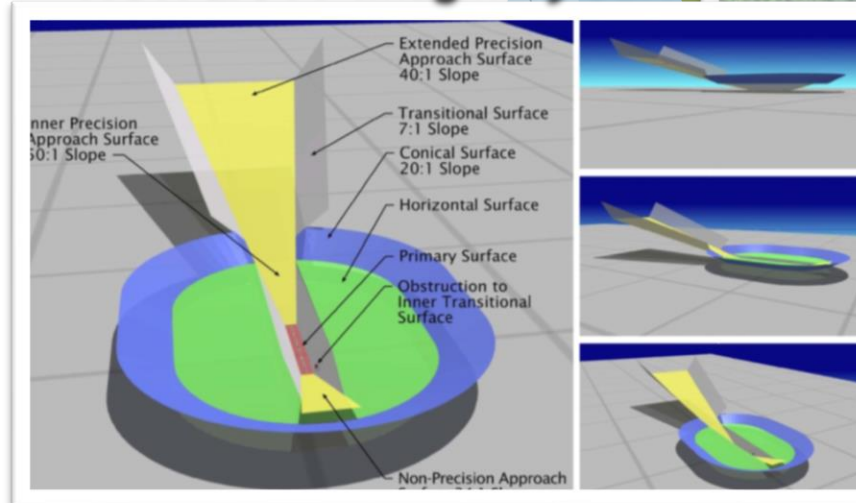 Extended Precision
Approach Surface
40:1 Slope
Transitional Surface
7:1 Slope
nner Precision
Approach Surface
50:1 Slope
Conical Surface
20:1 Slope
Horizontal Surface
Primary Surface
Obstruction to
Inner Transitional
Surface
Non-Precision Approach